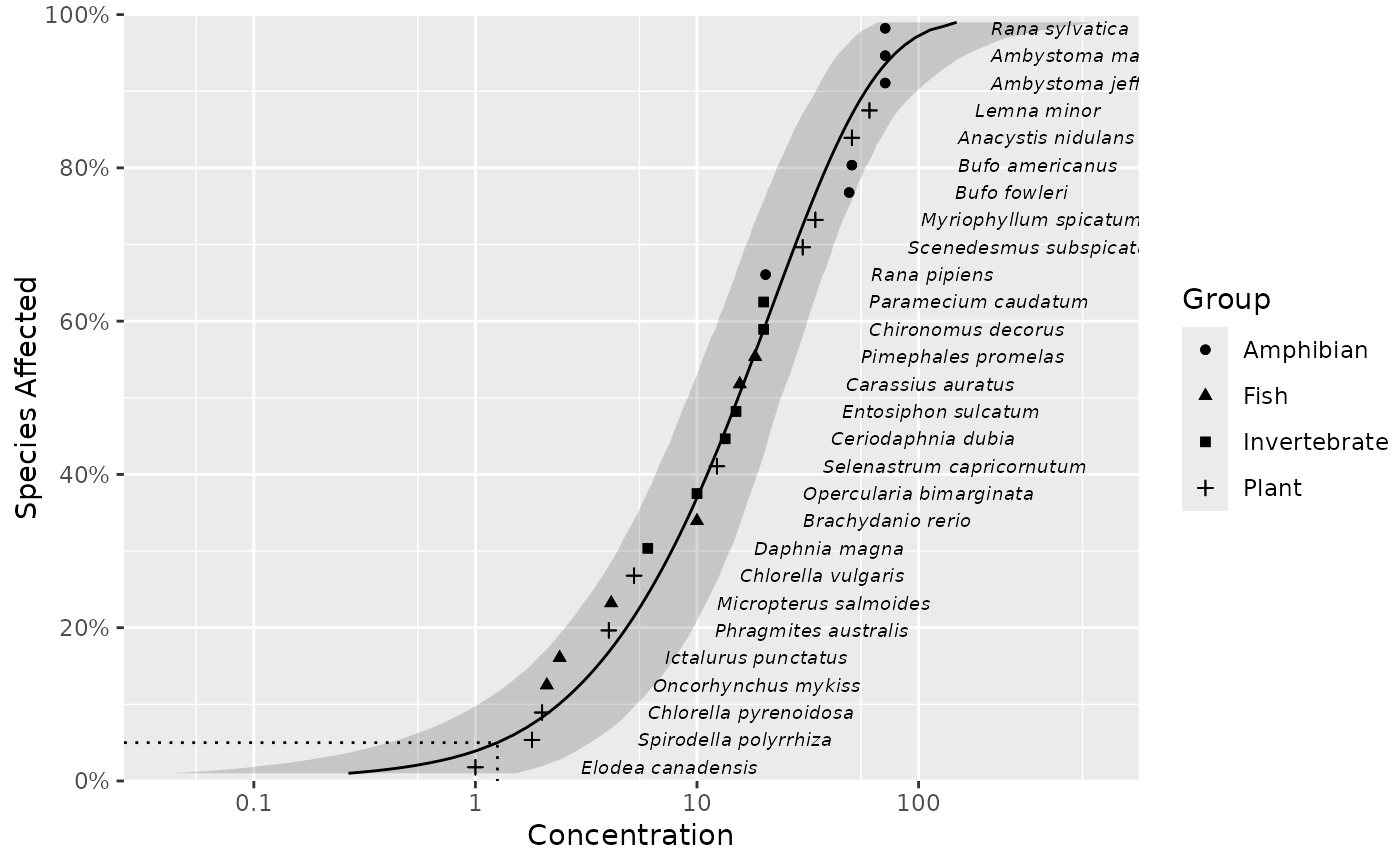 100%
80%
60%
40%
20%
0%
Species Affected
Rana sylvatica
Ambystoma ma
Ambystoma jeff
Lemna minor
Anacystis nidulans
Bufo americanus
Bufo fowleri
Myriophyllum spicatum
Scenedesmus subspicat
Rana pipiens
Paramecium caudatum
Chironomus decorus
Pimephales promelas
Carassius auratus
Entosiphon sulcatum
Ceriodaphnia dubia
Selenastrum capricornutum
Opercularia bimarginata
Brachydanio rerio
Daphnia magna
Chlorella vulgaris
Micropterus salmoides
Phragmites australis
Ictalurus punctatus
Oncorhynchus mykiss
Chlorella pyrenoidosa
Spirodella polyrrhiza
Elodea canadensis
0.1
1
10
100
Concentration
Group
Amphibian
Fish
Invertebrate
Plant